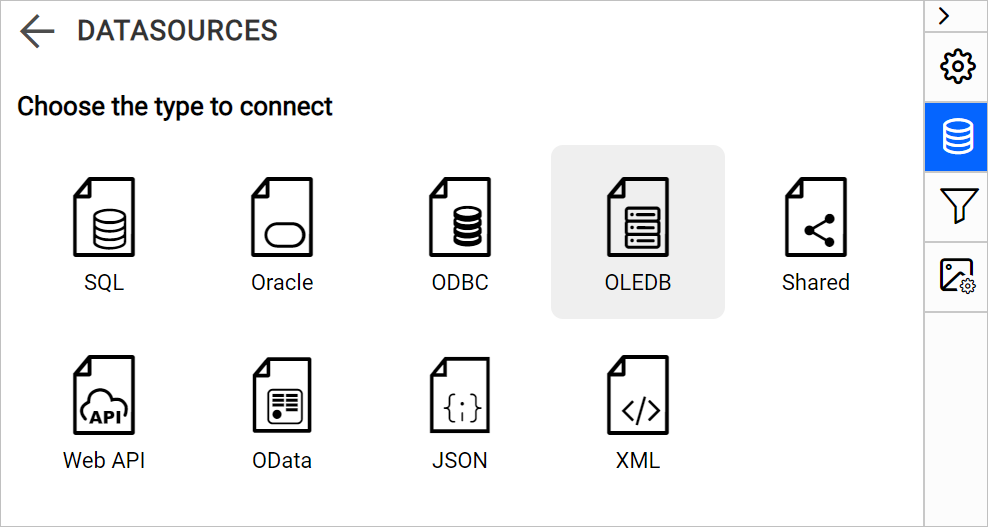 DATASOURCES
Choose the type to connect
SQL
Oracle
ODBC
OLEDB
Shared
API
Web API
OData
{;}
JSON
</>
XML